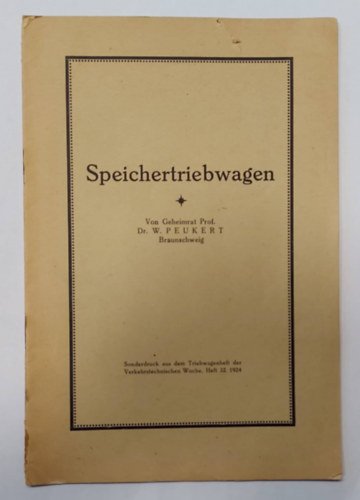 Speichertriebwagen
Von Geheimrat Prof.
Dr. W. PEUKERT
Braunschweig
Sonderdruck aus dem Triebwagenheft der
Verkehrstechnischen Woche, Heft 32, 1924